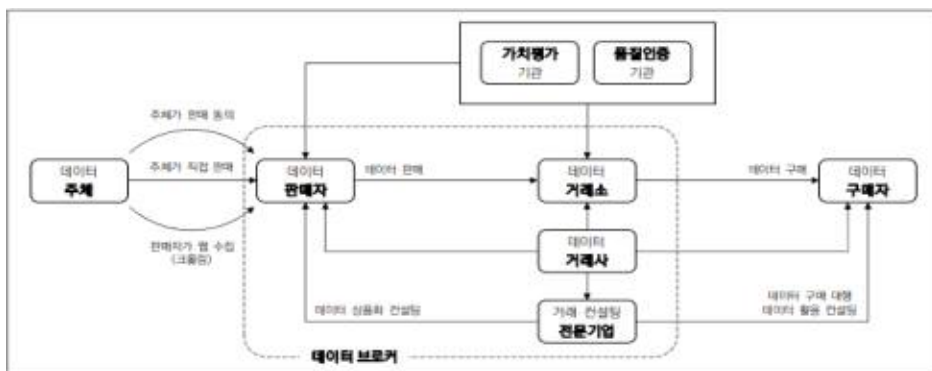 가치평가
기관
품질인증
기관
주체가 판매 동의
데이터
주체
주체가 직접 판매
데이터
판매자
데이터 판매
데이터
거래소
데이터 구매
데이터
구매자
판매자가 웹 수집
(크롤링)
데이터
거래사
데이터 상품화 컨설팅
거래 컨설팅
전문기업
데이터 구매 대행
데이터 활용 컨설팅
데이터 브로커